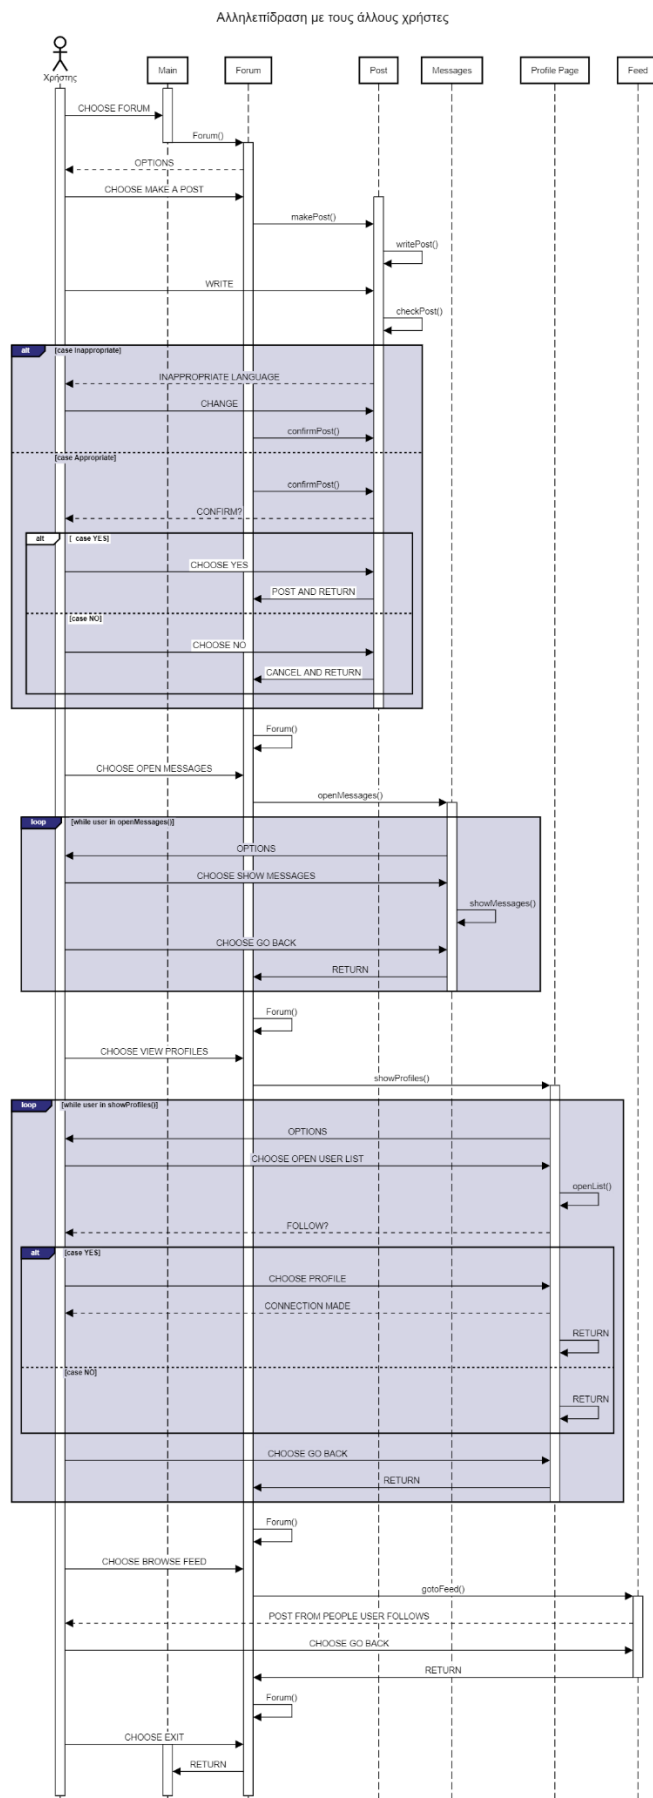 Αλληλεπίδραση με τους άλλους χρήστες
Χρήστης
Main
Forum
Post
Messages
Profile Page
Feed
CHOOSE FORUM
Forum()
OPTIONS
CHOOSE MAKE A POST
makePost()
writePost()
WRITE
checkPost()
alt [case Inappropriate]
INAPPROPRIATE LANGUAGE
CHANGE
confirmPost()
[case Appropriate]
confirmPost()
CONFIRM?
alt [ case YES]
CHOOSE YES
POST AND RETURN
[case NO]
CHOOSE NO
CANCEL AND RETURN
Forum()
CHOOSE OPEN MESSAGES
openMessages()
loop [while user in openMessages()]
OPTIONS
CHOOSE SHOW MESSAGES
showMessages()
CHOOSE GO BACK
RETURN
Forum()
CHOOSE VIEW PROFILES
showProfiles()
loop [while user in showProfiles()]
OPTIONS
CHOOSE OPEN USER LIST
openList()
FOLLOW?
alt [case YES]
CHOOSE PROFILE
CONNECTION MADE
RETURN
[case NO]
RETURN
CHOOSE GO BACK
RETURN
Forum()
CHOOSE BROWSE FEED
gotoFeed()
POST FROM PEOPLE USER FOLLOWS
CHOOSE GO BACK
RETURN
Forum()
CHOOSE EXIT
RETURN